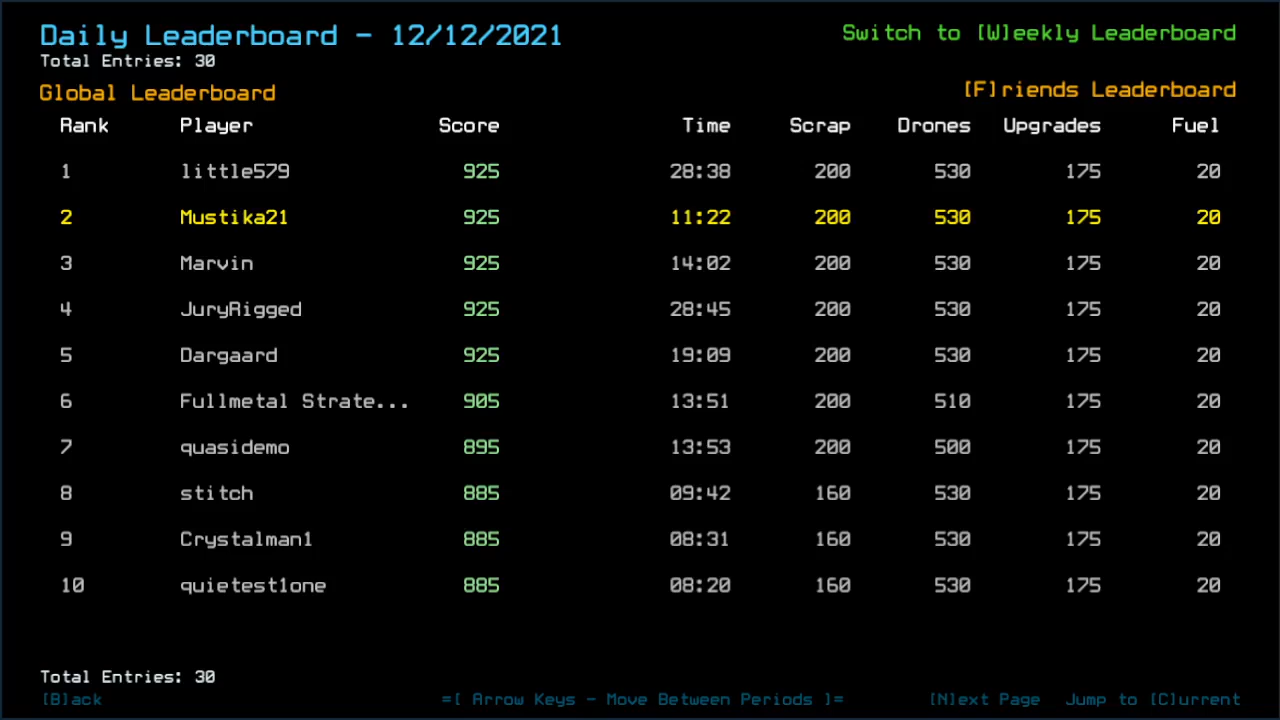 Daily Leaderboard - 12/12/2021 Switch to [W]eekly Leaderboard
Total Entries: 30
Global Leaderboard [F]riends Leaderboard
Rank Player Score Time Scrap Drones Upgrades Fuel
1 little579 925 28:38 200 530 175 20
2 Mustika21 925 11:22 200 530 175 20
3 Marvin 925 14:02 200 530 175 20
4 JuryRigged 925 28:45 200 530 175 20
5 Dargaard 925 19:09 200 530 175 20
6 Fullmetal Strate... 905 13:51 200 510 175 20
7 quasidemo 895 13:53 200 500 175 20
8 stitch 885 09:42 160 530 175 20
9 Crystalman1 885 08:31 160 530 175 20
10 quietest1one 885 08:20 160 530 175 20
Total Entries: 30
[B]ack =[ Arrow Keys - Move Between Periods ]= [N]ext Page Jump to [C]urrent